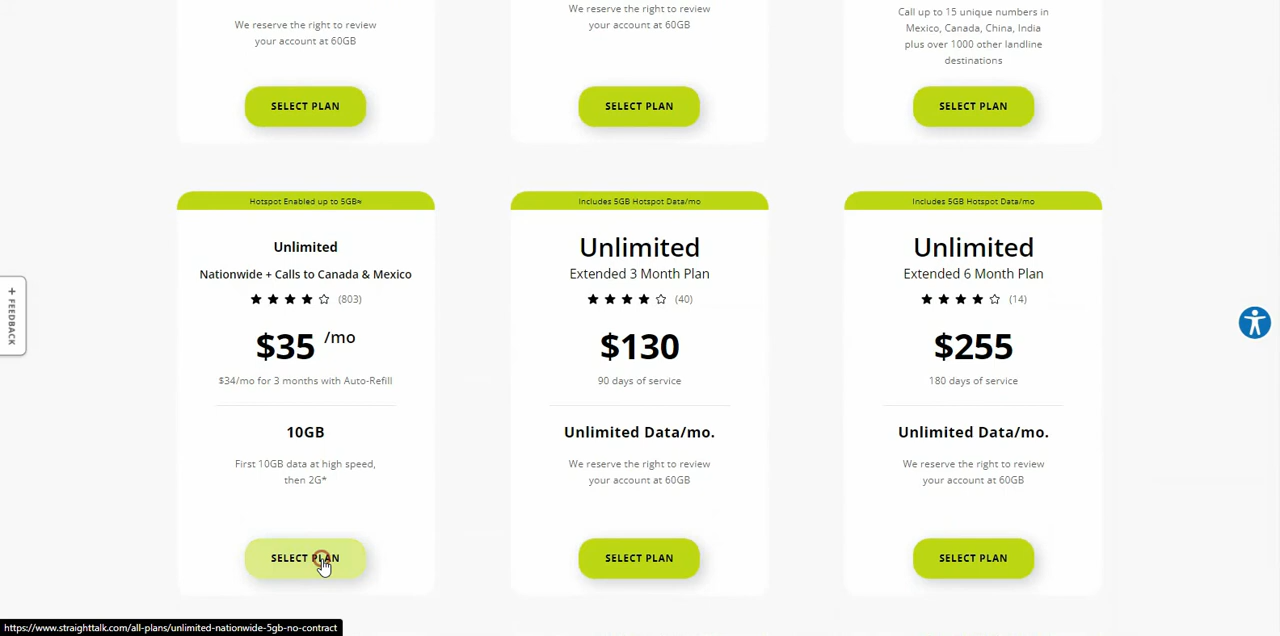 We reserve the right to review
your account at 60GB
SELECT PLAN
We reserve the right to review
your account at 60GB
SELECT PLAN
Call up to 15 unique numbers in
Mexico, Canada, China, India
plus over 1000 other landline
destinations
SELECT PLAN
Hotspot Enabled up to 5GB≈
Unlimited
Nationwide + Calls to Canada & Mexico
(803)
$35 /mo
$34/mo for 3 months with Auto-Refill
10GB
First 10GB data at high speed,
then 2G*
SELECT PLAN
Includes 5GB Hotspot Data/mo
Unlimited
Extended 3 Month Plan
(40)
$130
90 days of service
Unlimited Data/mo.
We reserve the right to review
your account at 60GB
SELECT PLAN
Includes 5GB Hotspot Data/mo
Unlimited
Extended 6 Month Plan
(14)
$255
180 days of service
Unlimited Data/mo.
We reserve the right to review
your account at 60GB
SELECT PLAN
+ FEEDBACK
https://www.straighttalk.com/all-plans/unlimited-nationwide-5gb-no-contract